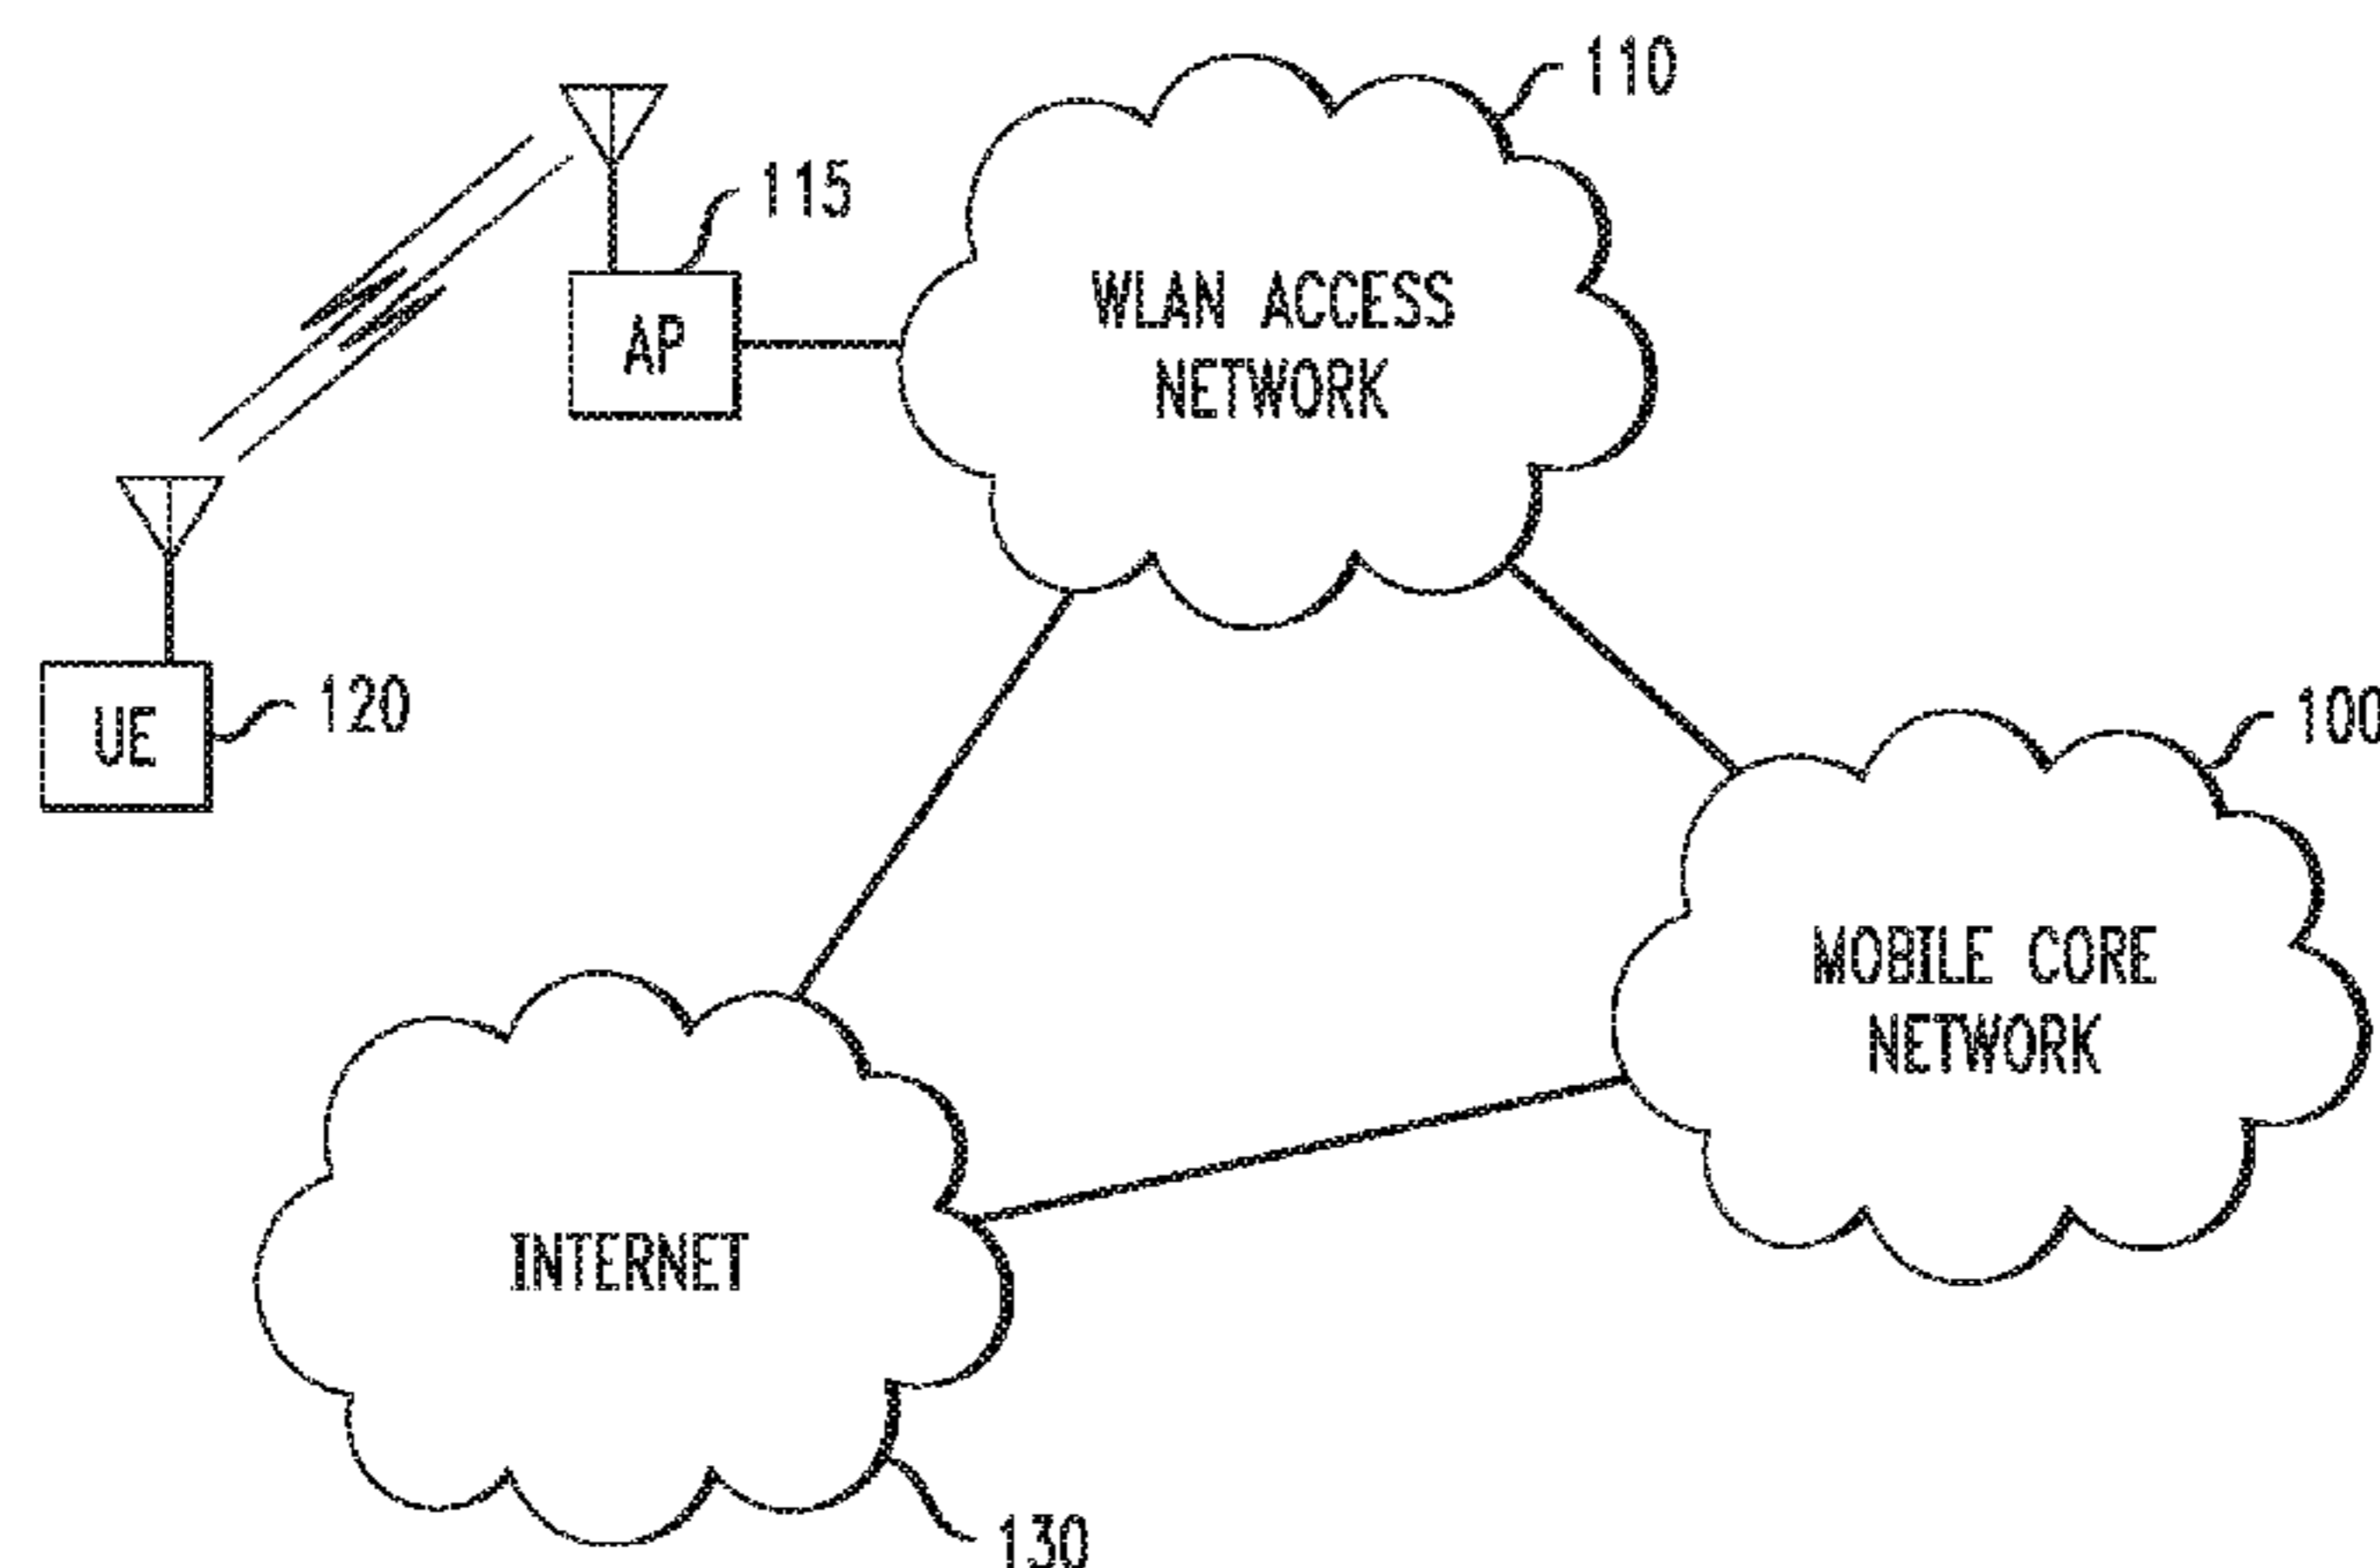 110
115
WLAN ACCESS
NETWORK
AP
120
UE
100
MOBILE CORE
NETWORK
INTERNET
130